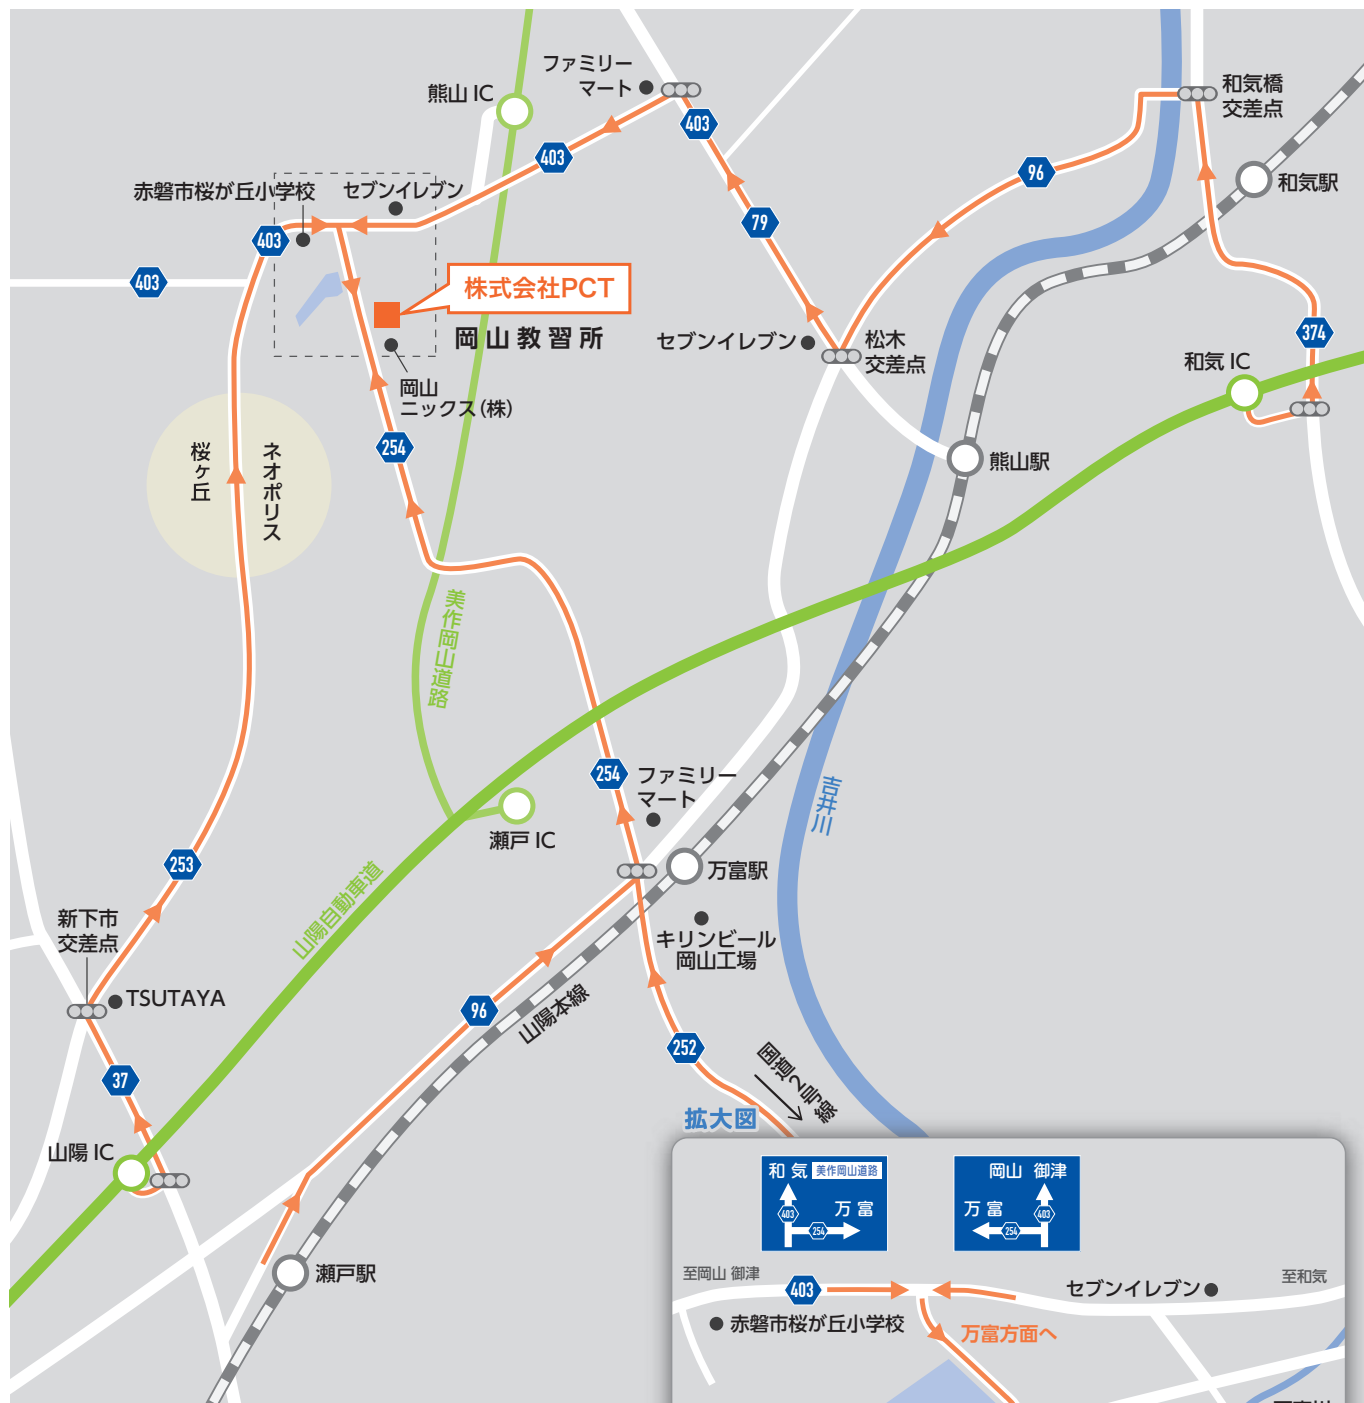 ファミリー
マート
403
和気橋
交差点
熊山 IC
403
96
和気駅
赤磐市桜が丘小学校
セブンイレブン
79
403
403
株式会社PCT
岡山教習所
セブンイレブン
松木
交差点
374
和気 IC
岡山
ニックス(株)
254
桜ヶ丘
ネオポリス
熊山駅
美作岡山道路
254
ファミリー
マート
吉井川
瀬戸 IC
万富駅
253
山陽自動車道
新下市
交差点
キリンビール
岡山工場
TSUTAYA
96
山陽本線
252
国道2号線
37
拡大図
山陽 IC
和気 美作岡山道路
403
万富
254
岡山 御津
万富
403
254
瀬戸駅
至岡山 御津
403
セブンイレブン
至和気
赤磐市桜が丘小学校
万富方面へ